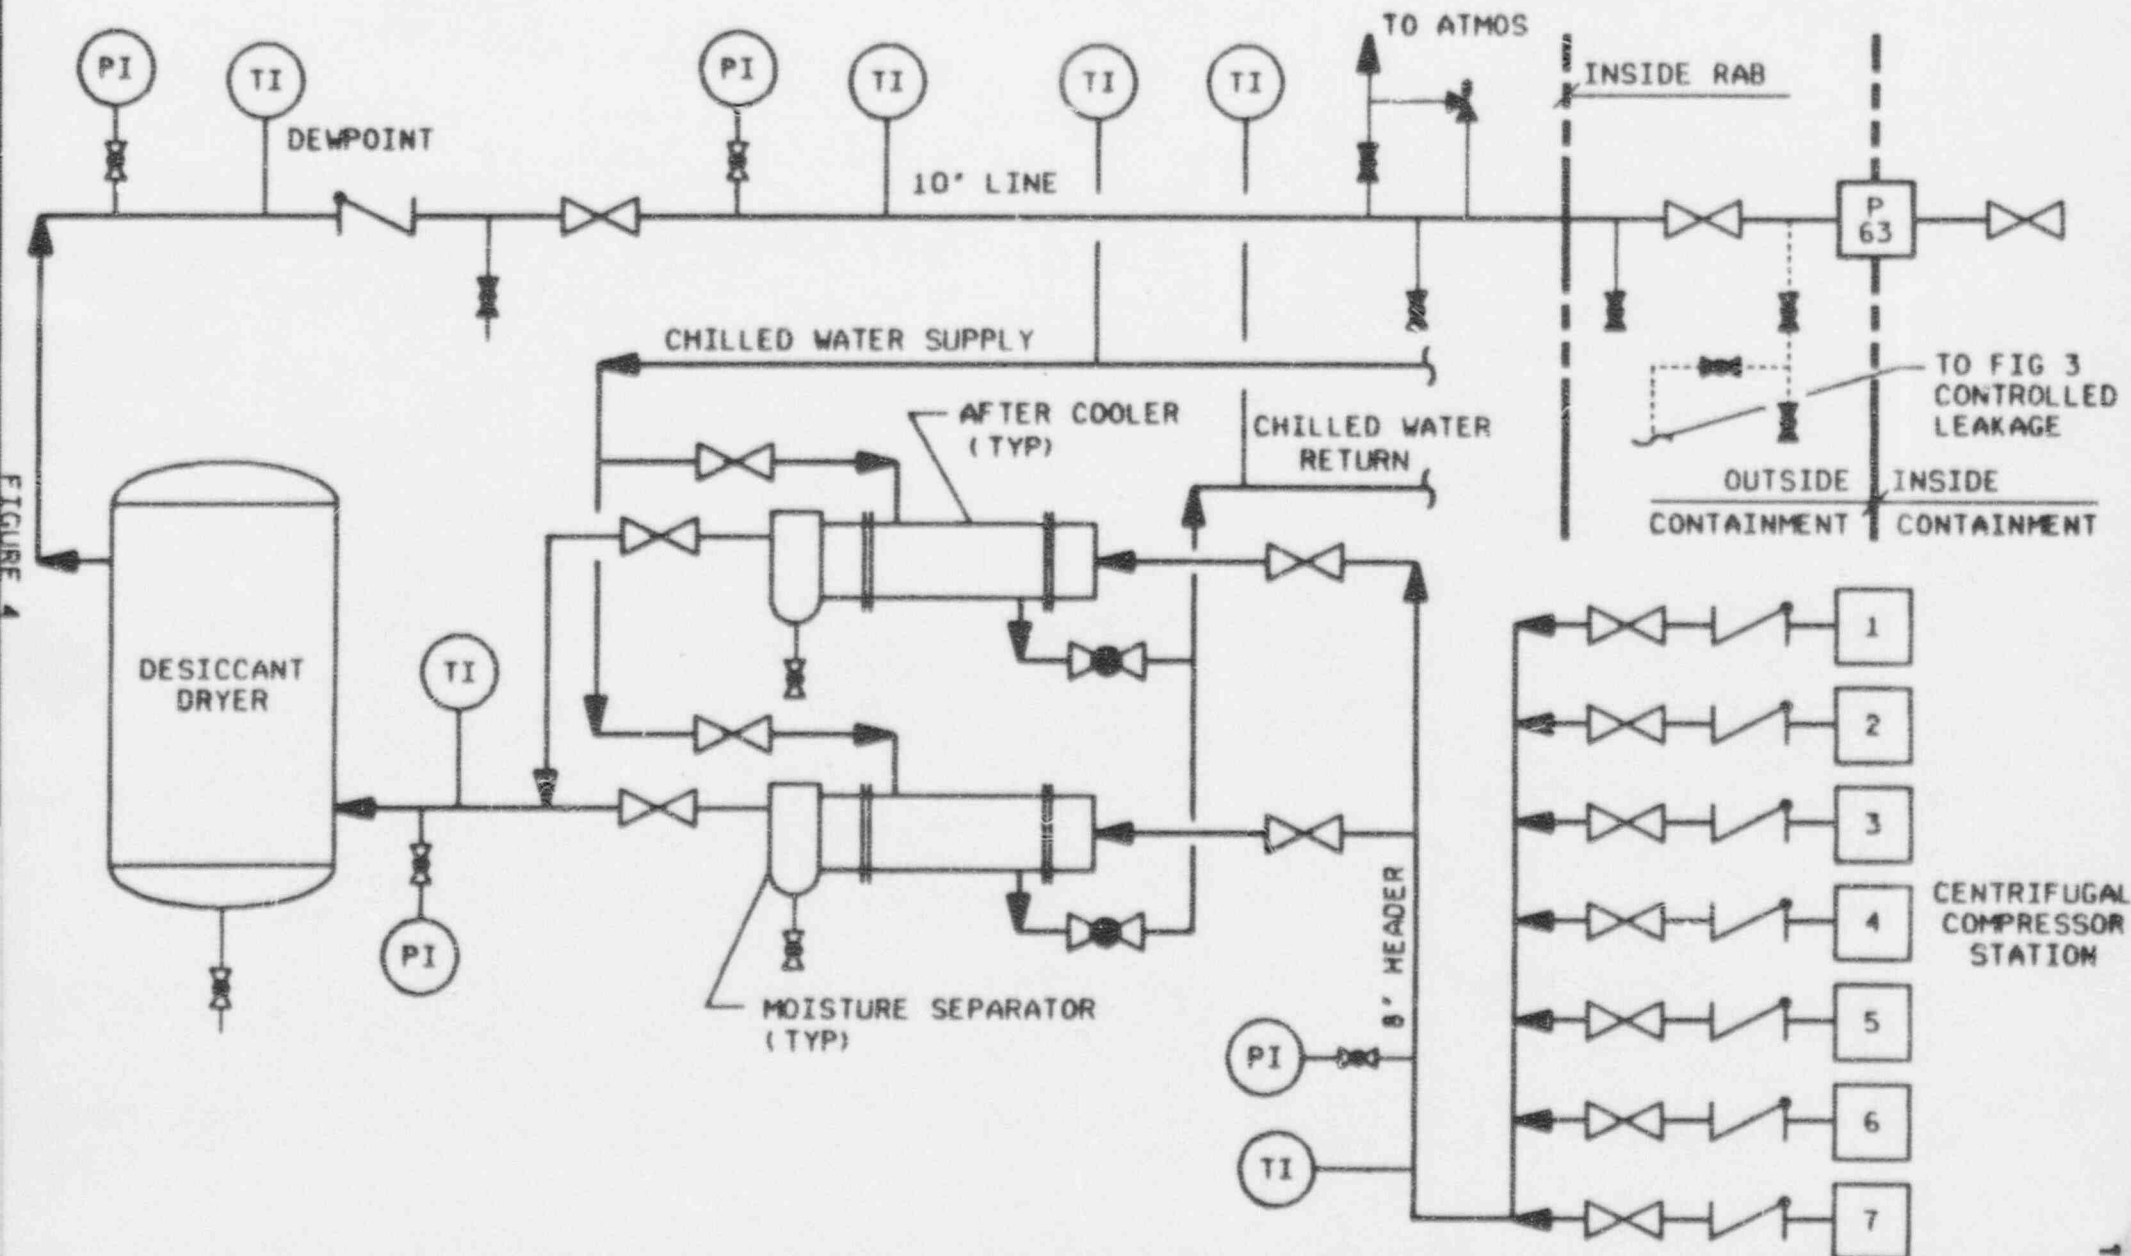 TO ATMOS
PI
TI
PI
TI
TI
TI
INSIDE RAB
DEWPOINT
10" LINE
P
63
CHILLED WATER SUPPLY
TO FIG 3
CONTROLLED
LEAKAGE
AFTER COOLER
(TYP)
CHILLED WATER
RETURN
OUTSIDE
CONTAINMENT
INSIDE
CONTAINMENT
FIGURE 4
DESICCANT
DRYER
TI
PI
MOISTURE SEPARATOR
(TYP)
8" HEADER
PI
TI
1
2
3
4
5
6
7
CENTRIFUGAL
COMPRESSOR
STATION